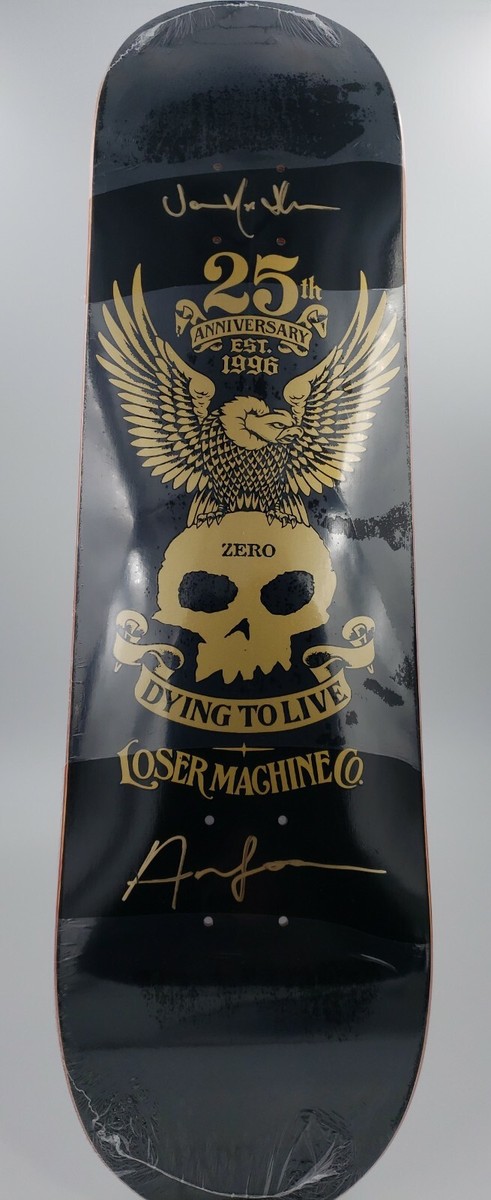 25th
ANNIVERSARY
EST.
1996
ZERO
DYING TO LIVE
LOSER MACHINE CO.